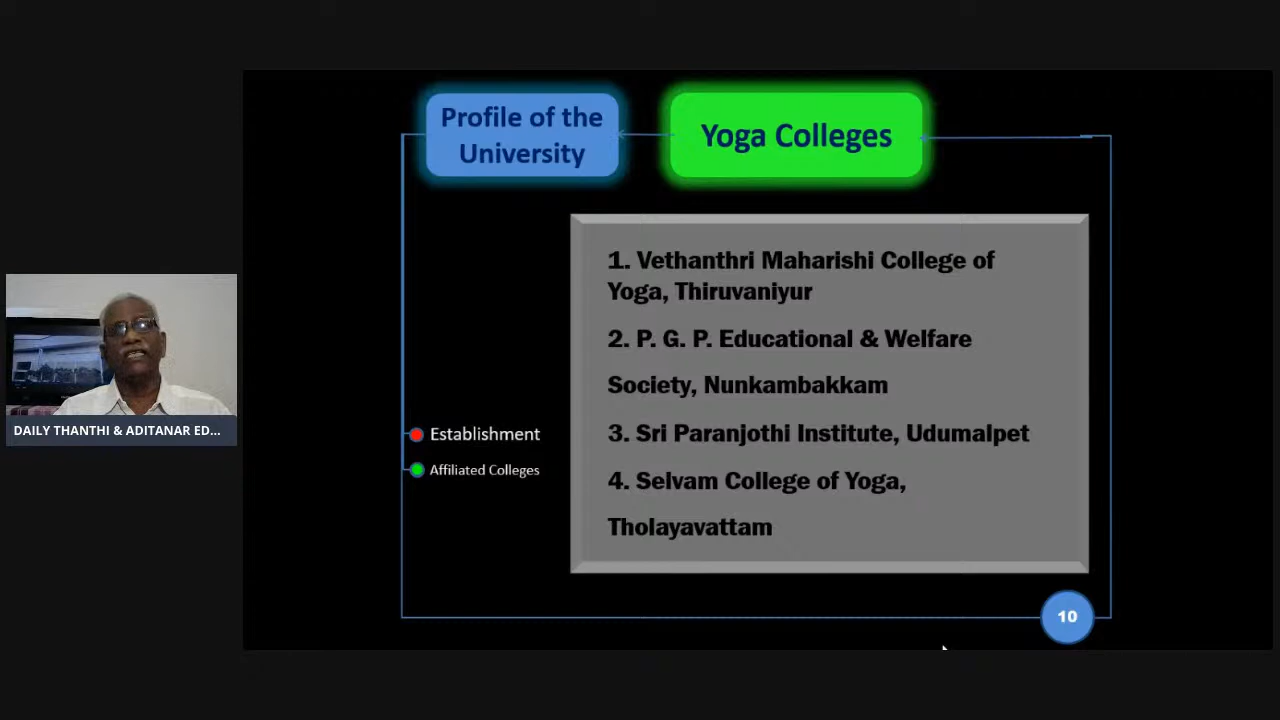 Profile of the
University
Yoga Colleges
1. Vethanthri Maharishi College of
Yoga, Thiruvaniyur
2. P. G. P. Educational & Welfare
Society, Nunkambakkam
3. Sri Paranjothi Institute, Udumalpet
4. Selvam College of Yoga,
Tholayavattam
Establishment
Affiliated Colleges
10
DAILY THANTHI & ADITANAR ED...